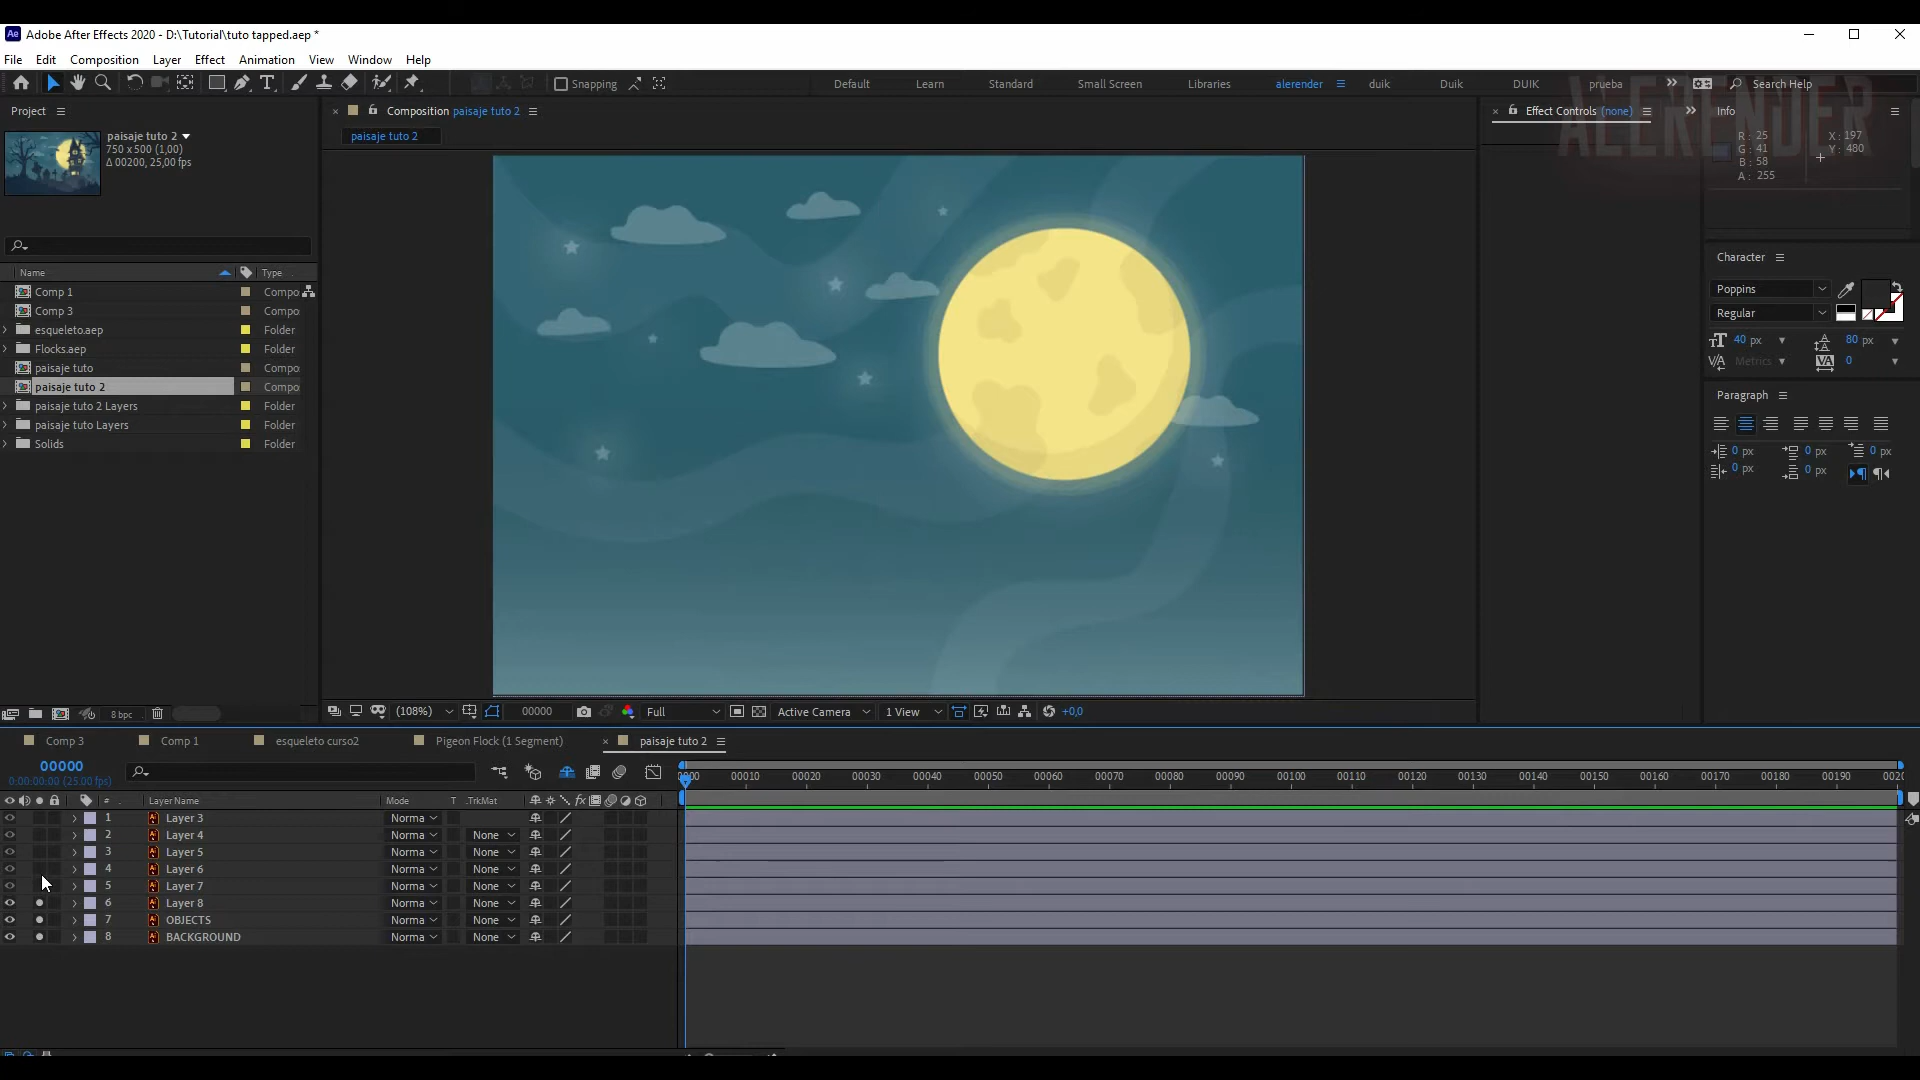 Ae Adobe After Effects 2020 - D:\Tutorial\tuto tapped.aep *
File Edit Composition Layer Effect Animation View Window Help
Snapping Default Learn Standard Small Screen Libraries alerender duik Duik DUIK prueba Search Help
ALERENDER
Project
paisaje tuto 2
750 x 500 (1,00)
Δ 00200, 25,00 fps
Name Type
Comp 1 Compo
Comp 3 Compo
esqueleto.aep Folder
Flocks.aep Folder
paisaje tuto Compo
paisaje tuto 2 Compo
paisaje tuto 2 Layers Folder
paisaje tuto Layers Folder
Solids Folder
8 bpc
Composition paisaje tuto 2
paisaje tuto 2
(108%) 00000 Full Active Camera 1 View +0,0
Effect Controls (none)
Info
R : 25
G : 41
B : 58
A : 255
X : 197
Y : 480
Character
Poppins
Regular
40 px 80 px
Metrics 0
Paragraph
0 px 0 px 0 px
0 px 0 px
Comp 3 Comp 1 esqueleto curso2 Pigeon Flock (1 Segment) paisaje tuto 2
00000
0:00:00:00 (25.00 fps)
# Layer Name Mode T .TrkMat
1 Layer 3 Norma
2 Layer 4 Norma None
3 Layer 5 Norma None
4 Layer 6 Norma None
5 Layer 7 Norma None
6 Layer 8 Norma None
7 OBJECTS Norma None
8 BACKGROUND Norma None
0000 00010 00020 00030 00040 00050 00060 00070 00080 00090 00100 00110 00120 00130 00140 00150 00160 00170 00180 00190 0020